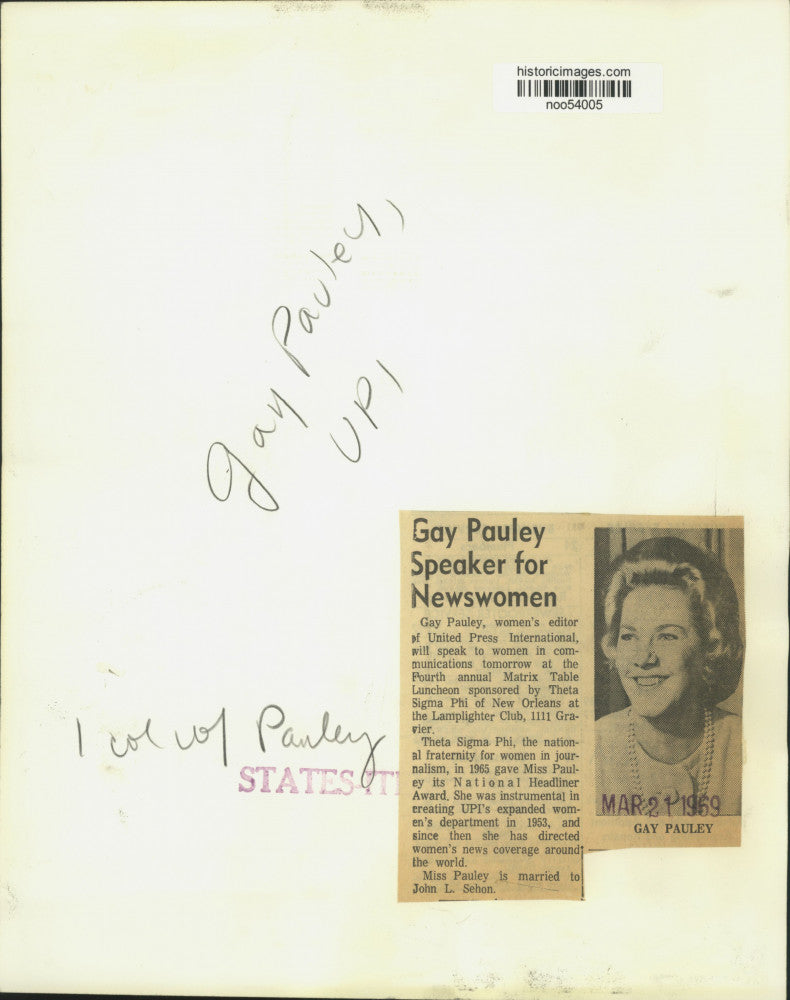 historicimages.com
noo54005
Gay Pauley,
UPI
1 col w/ Pauley
STATES-IT
Gay Pauley
Speaker for
Newswomen
Gay Pauley, women's editor
of United Press International,
will speak to women in com-
munications tomorrow at the
Fourth annual Matrix Table
Luncheon sponsored by Theta
Sigma Phi of New Orleans at
the Lamplighter Club, 1111 Gra-
vier.
Theta Sigma Phi, the nation-
al fraternity for women in jour-
nalism, in 1965 gave Miss Paul-
ey its National Headliner
Award. She was instrumental in
creating UPI's expanded wom-
en's department in 1953, and
since then she has directed
women's news coverage around
the world.
Miss Pauley is married to
John L. Sehon.
MAR 21 1969
GAY PAULEY